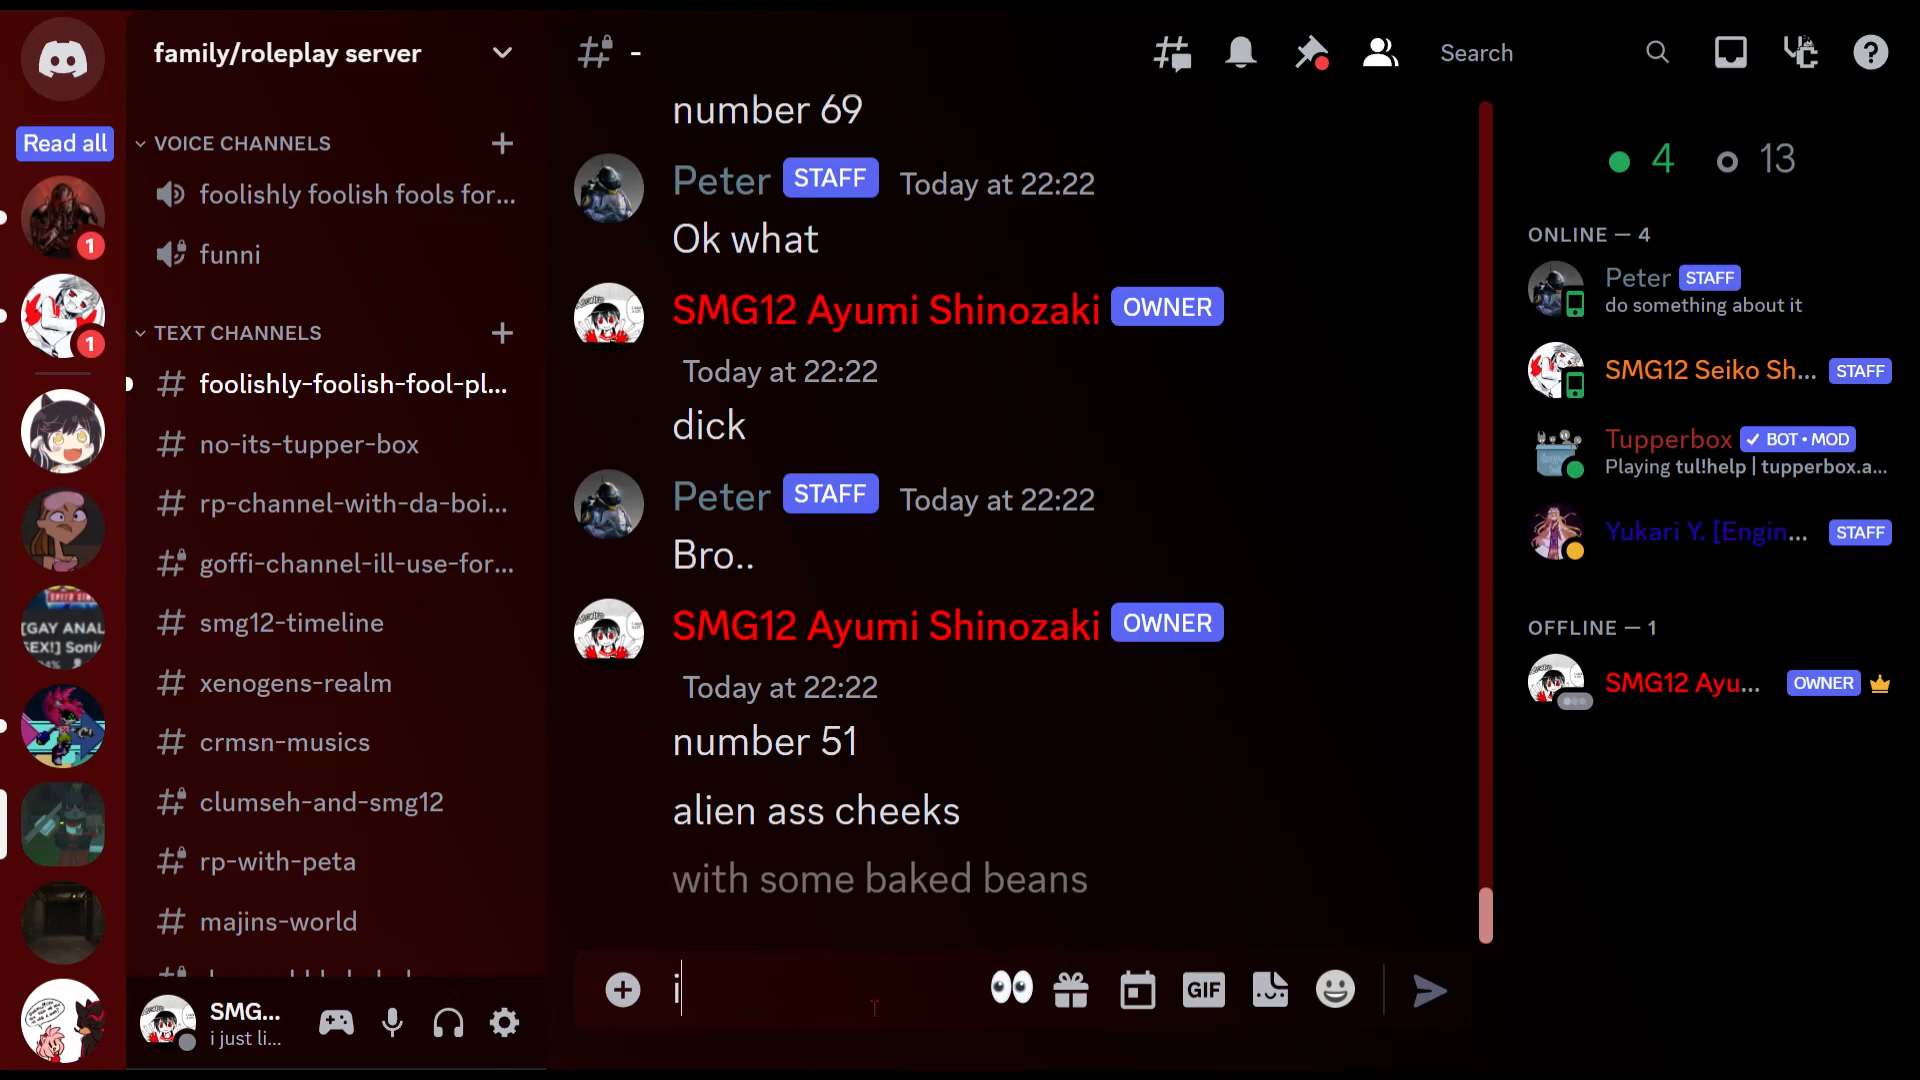 family/roleplay server
Read all
VOICE CHANNELS
foolishly foolish fools for...
funni
TEXT CHANNELS
foolishly-foolish-fool-pl...
no-its-tupper-box
rp-channel-with-da-boi...
goffi-channel-ill-use-for...
smg12-timeline
xenogens-realm
crmsn-musics
clumseh-and-smg12
rp-with-peta
majins-world
1
1
[GAY ANAL
SMG...
i just li...
-
Search
number 69
Peter STAFF Today at 22:22
Ok what
SMG12 Ayumi Shinozaki OWNER
Today at 22:22
dick
Peter STAFF Today at 22:22
Bro..
SMG12 Ayumi Shinozaki OWNER
Today at 22:22
number 51
alien ass cheeks
with some baked beans
i
GIF
4 13
ONLINE — 4
Peter STAFF
do something about it
SMG12 Seiko Sh... STAFF
Tupperbox ✓ BOT • MOD
Playing tul!help | tupperbox.a...
Yukari Y. [Engin... STAFF
OFFLINE — 1
SMG12 Ayu... OWNER